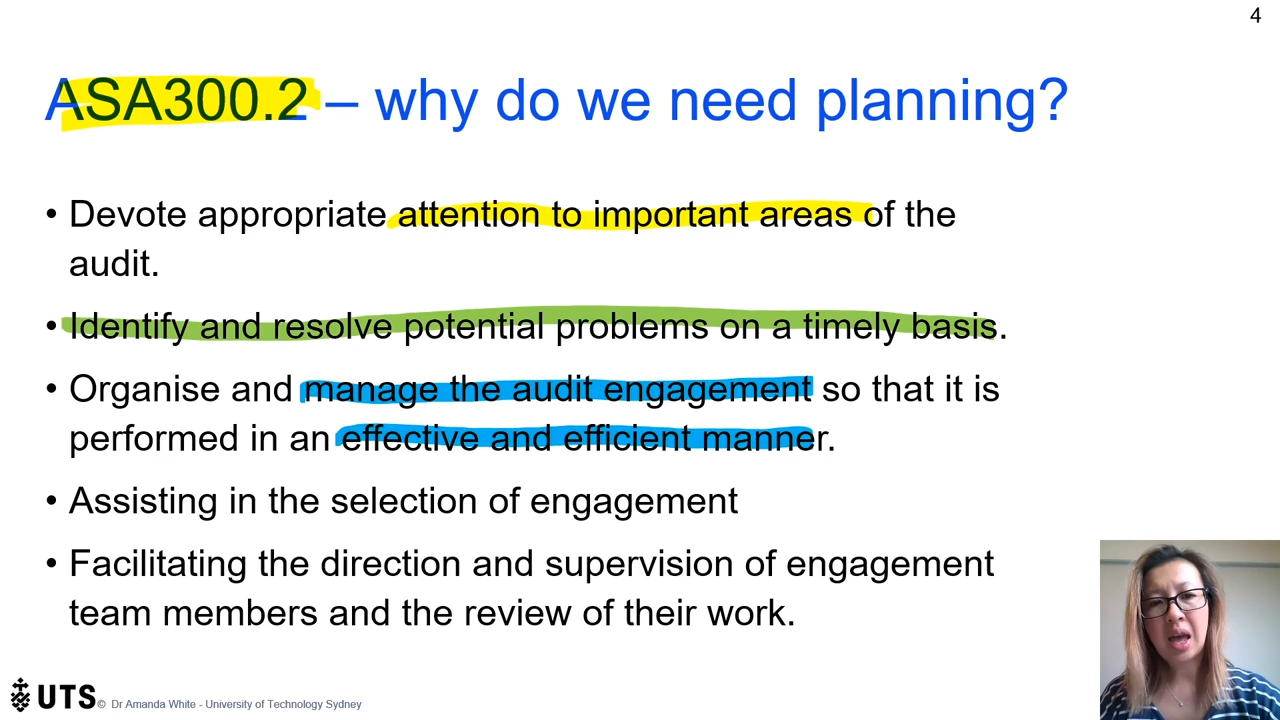 4
ASA300.2 – why do we need planning?
• Devote appropriate attention to important areas of the
audit.
• Identify and resolve potential problems on a timely basis.
• Organise and manage the audit engagement so that it is
performed in an effective and efficient manner.
• Assisting in the selection of engagement
• Facilitating the direction and supervision of engagement
team members and the review of their work.
UTS© Dr Amanda White - University of Technology Sydney